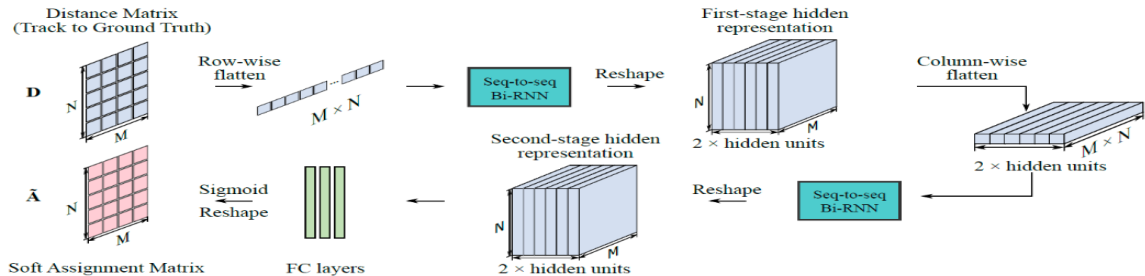 Distance Matrix
(Track to Ground Truth)
D
N
M
Row-wise
flatten
...
M × N
Seq-to-seq
Bi-RNN
Reshape
First-stage hidden
representation
N
M
2 × hidden units
Column-wise
flatten
M × N
2 × hidden units
Seq-to-seq
Bi-RNN
Reshape
Second-stage hidden
representation
N
M
2 × hidden units
FC layers
Sigmoid
Reshape
Ã
N
M
Soft Assignment Matrix